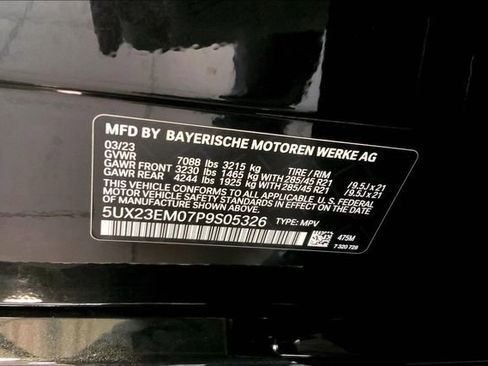 MFD BY BAYERISCHE MOTOREN WERKE AG
03/23
GVWR 7088 lbs 3215 kg TIRE / RIM
GAWR FRONT 3230 lbs 1465 kg WITH 285/45 R21 /9.5J x 21
GAWR REAR 4244 lbs 1925 kg WITH 285/45 R21 /9.5J x 21
THIS VEHICLE CONFORMS TO ALL APPLICABLE U.S. FEDERAL
MOTOR VEHICLE SAFETY
STANDARDS IN EFFECT ON THE DATE OF MANUFACTURE SHOWN ABOVE.
5UX23EM07P9S05326 TYPE: MPV
475M
7 320 728